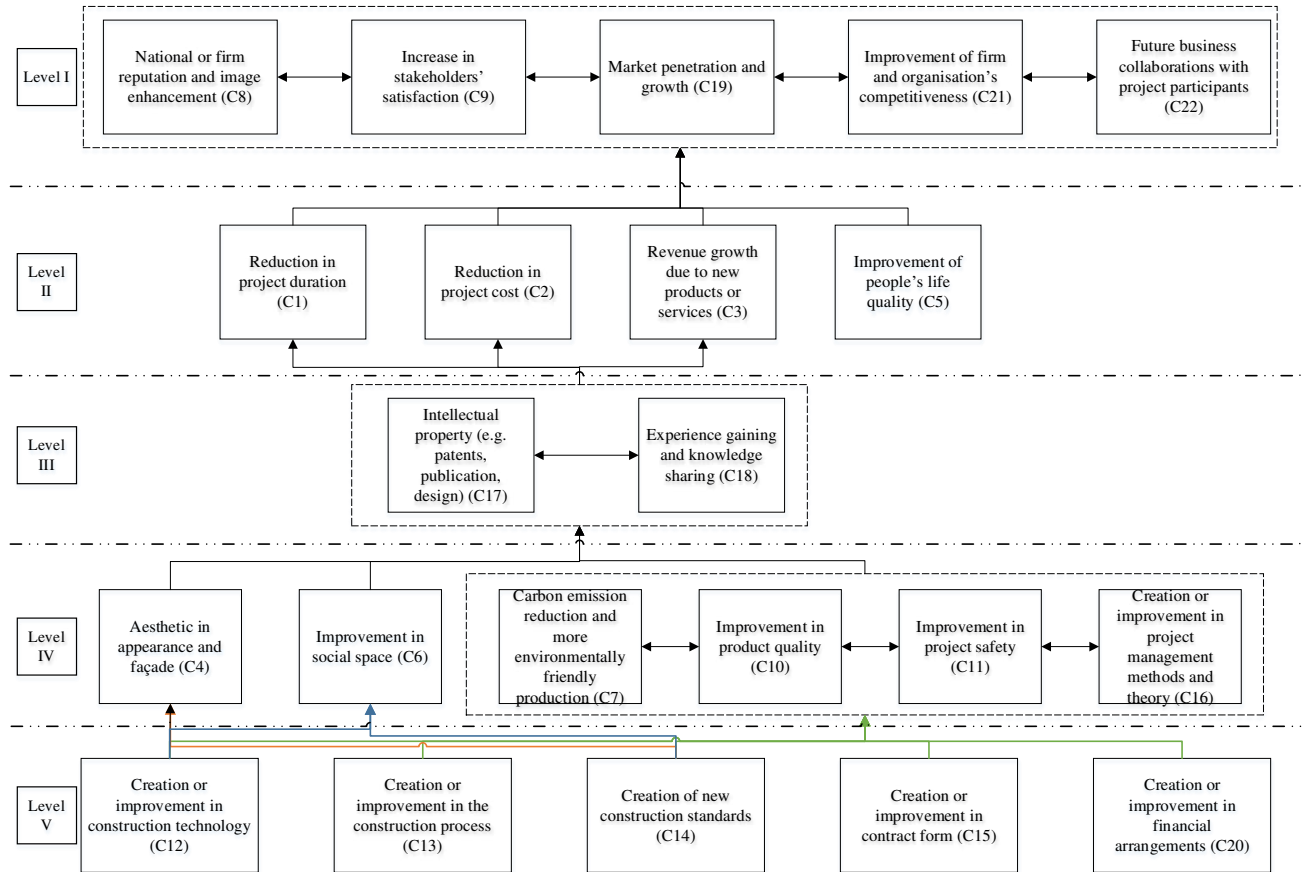 Level I
National or firm
reputation and image
enhancement (C8)
Increase in
stakeholders'
satisfaction (C9)
Market penetration and
growth (C19)
Improvement of firm
and organisation's
competitiveness (C21)
Future business
collaborations with
project participants
(C22)
Level
II
Reduction in
project duration
(C1)
Reduction in
project cost (C2)
Revenue growth
due to new
products or
services (C3)
Improvement of
people's life
quality (C5)
Level
III
Intellectual
property (e.g.
patents,
publication,
design) (C17)
Experience gaining
and knowledge
sharing (C18)
Level
IV
Aesthetic in
appearance and
façade (C4)
Improvement in
social space (C6)
Carbon emission
reduction and
more
environmentally
friendly
production (C7)
Improvement in
product quality
(C10)
Improvement in
project safety
(C11)
Creation or
improvement in
project
management
methods and
theory (C16)
Level
V
Creation or
improvement in
construction technology
(C12)
Creation or
improvement in the
construction process
(C13)
Creation of new
construction standards
(C14)
Creation or
improvement in
contract form (C15)
Creation or
improvement in
financial
arrangements (C20)